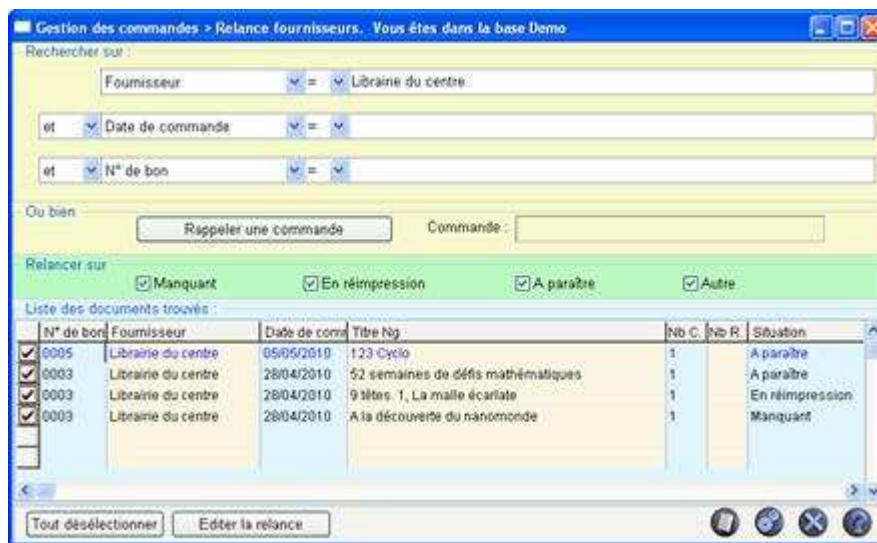 Gestion des commandes > Relance fournisseurs. Vous êtes dans la base Demo
Rechercher sur :
Fournisseur = Librairie du centre
et Date de commande =
et N° de bon =
Ou bien
Rappeler une commande Commande :
Relancer sur
Manquant En réimpression A paraître Autre
Liste des documents trouvés :
N° de bon Fournisseur Date de comm Titre Ng Nb C. Nb R. Situation
0005 Librairie du centre 05/05/2010 123 Cyclo 1 A paraître
0003 Librairie du centre 28/04/2010 52 semaines de défis mathématiques 1 A paraître
0003 Librairie du centre 28/04/2010 9 têtes. 1, La malle écarlate 1 En réimpression
0003 Librairie du centre 28/04/2010 A la découverte du nanomonde 1 Manquant
Tout désélectionner Editer la relance